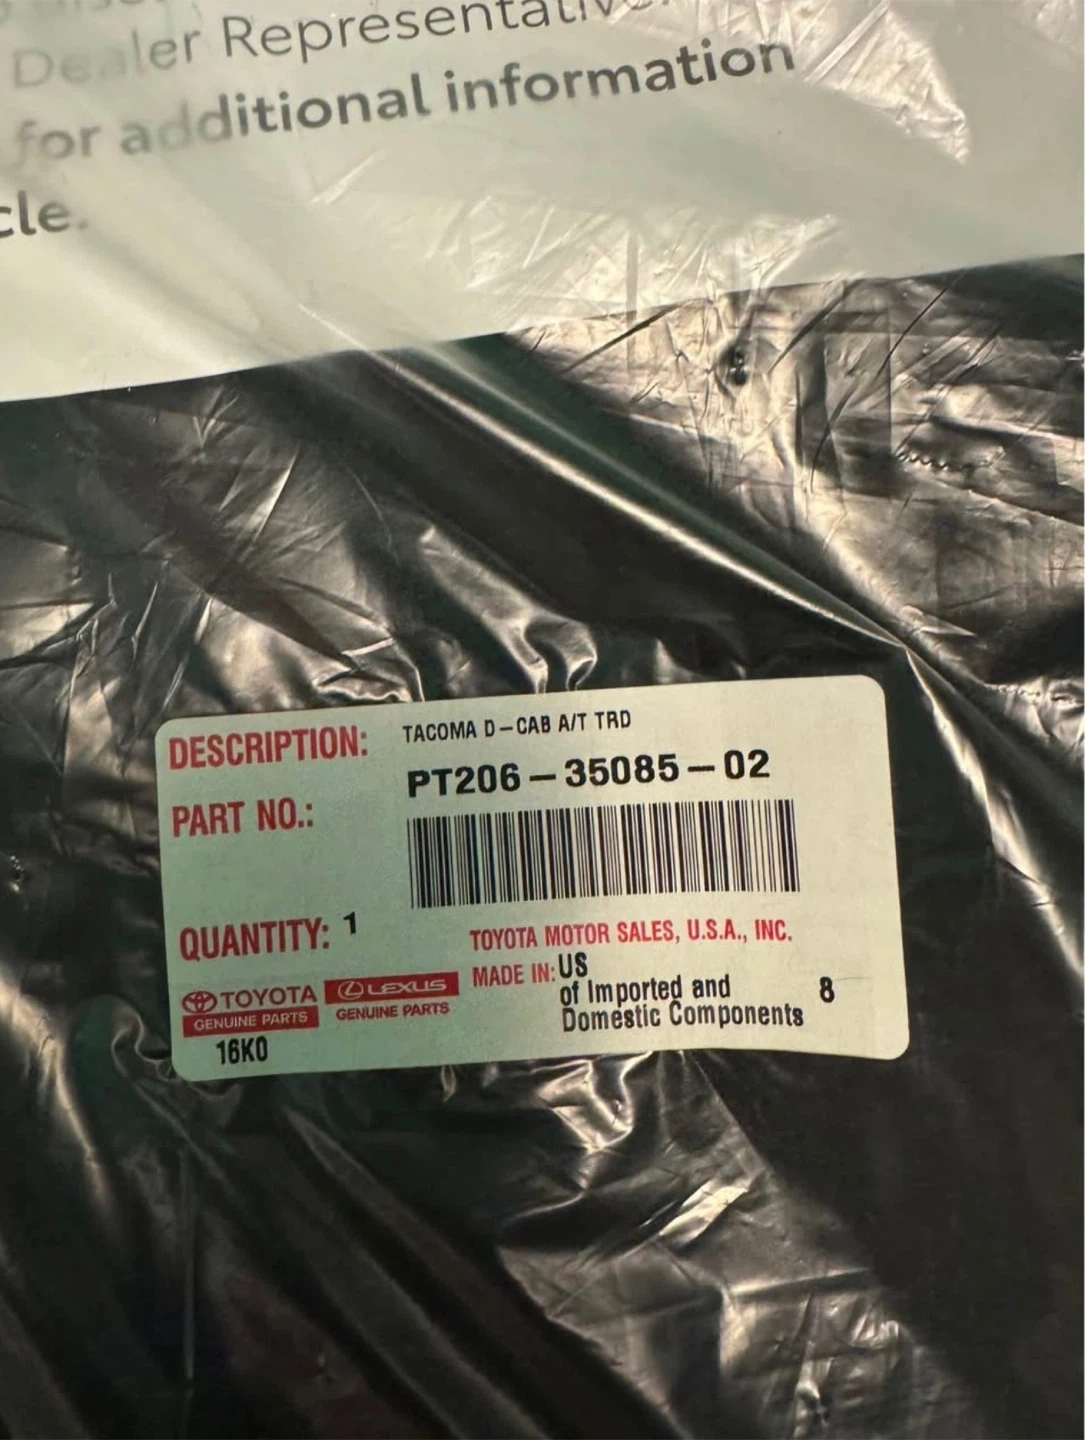 Dealer Representative.
for additional information
cle.
DESCRIPTION: TACOMA D-CAB A/T TRD
PART NO.: PT206-35085-02
QUANTITY: 1
TOYOTA MOTOR SALES, U.S.A., INC.
MADE IN: US
of Imported and
Domestic Components
8
TOYOTA
GENUINE PARTS
LEXUS
GENUINE PARTS
16K0